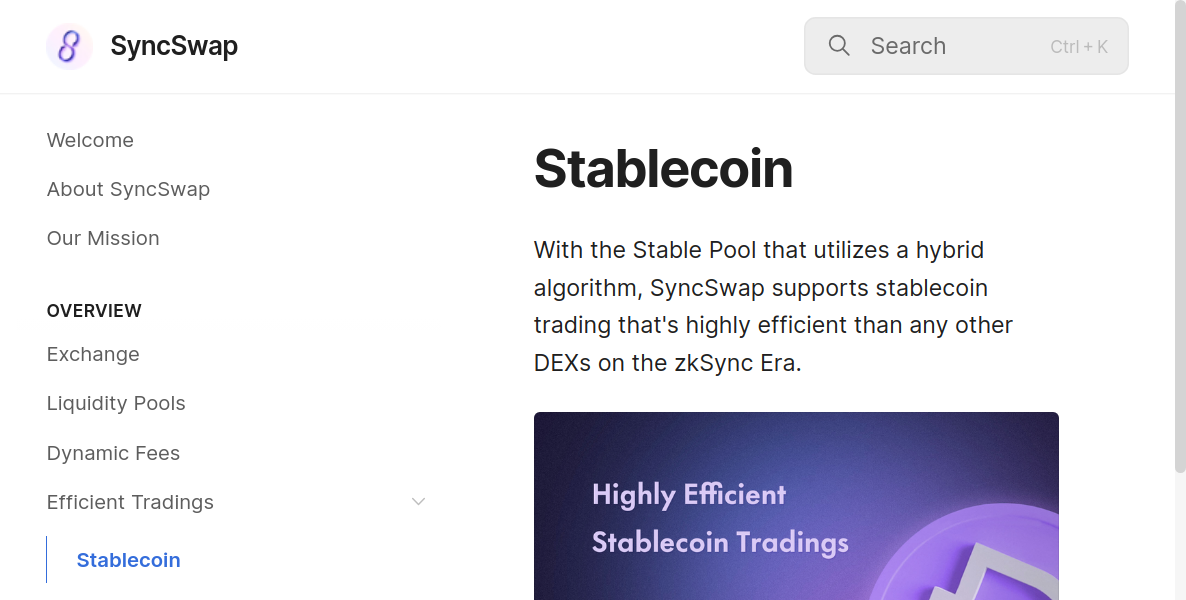 SyncSwap
Search
Ctrl + K
Welcome
About SyncSwap
Our Mission
OVERVIEW
Exchange
Liquidity Pools
Dynamic Fees
Efficient Tradings
Stablecoin
Stablecoin
With the Stable Pool that utilizes a hybrid
algorithm, SyncSwap supports stablecoin
trading that's highly efficient than any other
DEXs on the zkSync Era.
Highly Efficient
Stablecoin Tradings